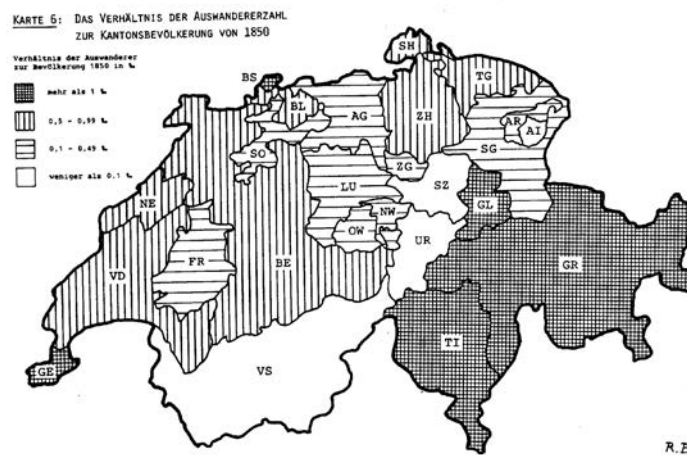 KARTE 6: DAS VERHÄLTNIS DER AUSWANDERERZAHL
ZUR KANTONSBEVÖLKERUNG VON 1850
Verhältnis der Auswanderer
zur Bevölkerung 1850 in ‰
mehr als 1 ‰
0,5 - 0,99 ‰
0,1 - 0,49 ‰
weniger als 0,1 ‰
SH
BS
TG
BL
AG
ZH
AR
AI
SO
SG
ZG
SZ
LU
GL
NE
NW
OW
UR
FR
BE
GR
VD
TI
GE
VS
R.B